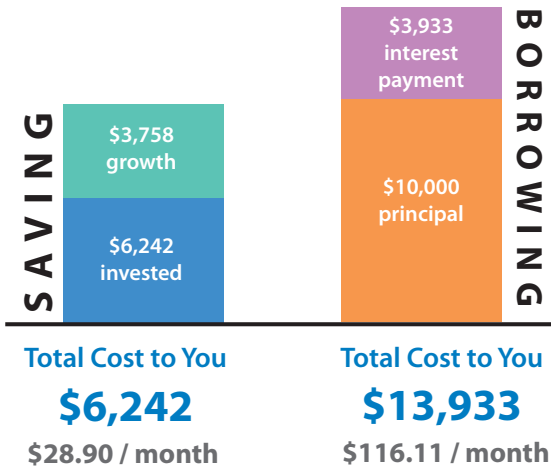 SAVING
$3,758
growth
$6,242
invested
Total Cost to You
$6,242
$28.90 / month
$3,933
interest
payment
$10,000
principal
BORROWING
Total Cost to You
$13,933
$116.11 / month